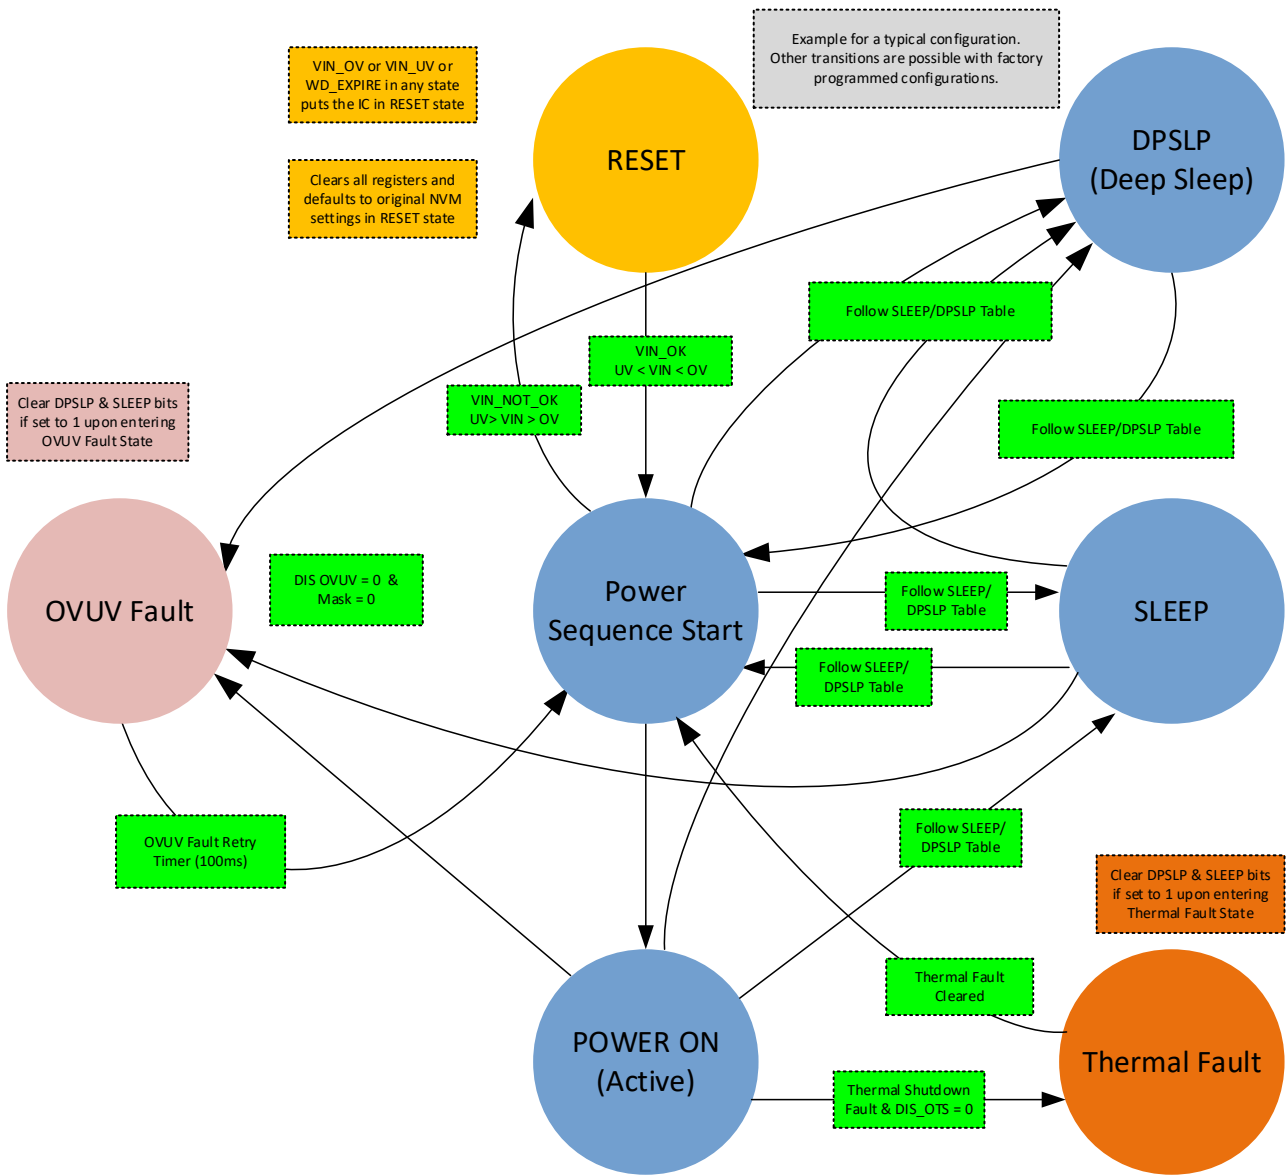 Example for a typical configuration.
Other transitions are possible with factory
programmed configurations.
VIN_OV or VIN_UV or
WD_EXPIRE in any state
puts the IC in RESET state
RESET
DPSLP
(Deep Sleep)
Clears all registers and
defaults to original NVM
settings in RESET state
Follow SLEEP/DPSLP Table
VIN_OK
UV < VIN < OV
VIN_NOT_OK
UV> VIN > OV
Clear DPSLP & SLEEP bits
if set to 1 upon entering
OVUV Fault State
Follow SLEEP/DPSLP Table
OVUV Fault
DIS OVUV = 0 &
Mask = 0
Power
Sequence Start
Follow SLEEP/
DPSLP Table
SLEEP
Follow SLEEP/
DPSLP Table
OVUV Fault Retry
Timer (100ms)
Follow SLEEP/
DPSLP Table
Clear DPSLP & SLEEP bits
if set to 1 upon entering
Thermal Fault State
Thermal Fault
Cleared
POWER ON
(Active)
Thermal Fault
Thermal Shutdown
Fault & DIS_OTS = 0